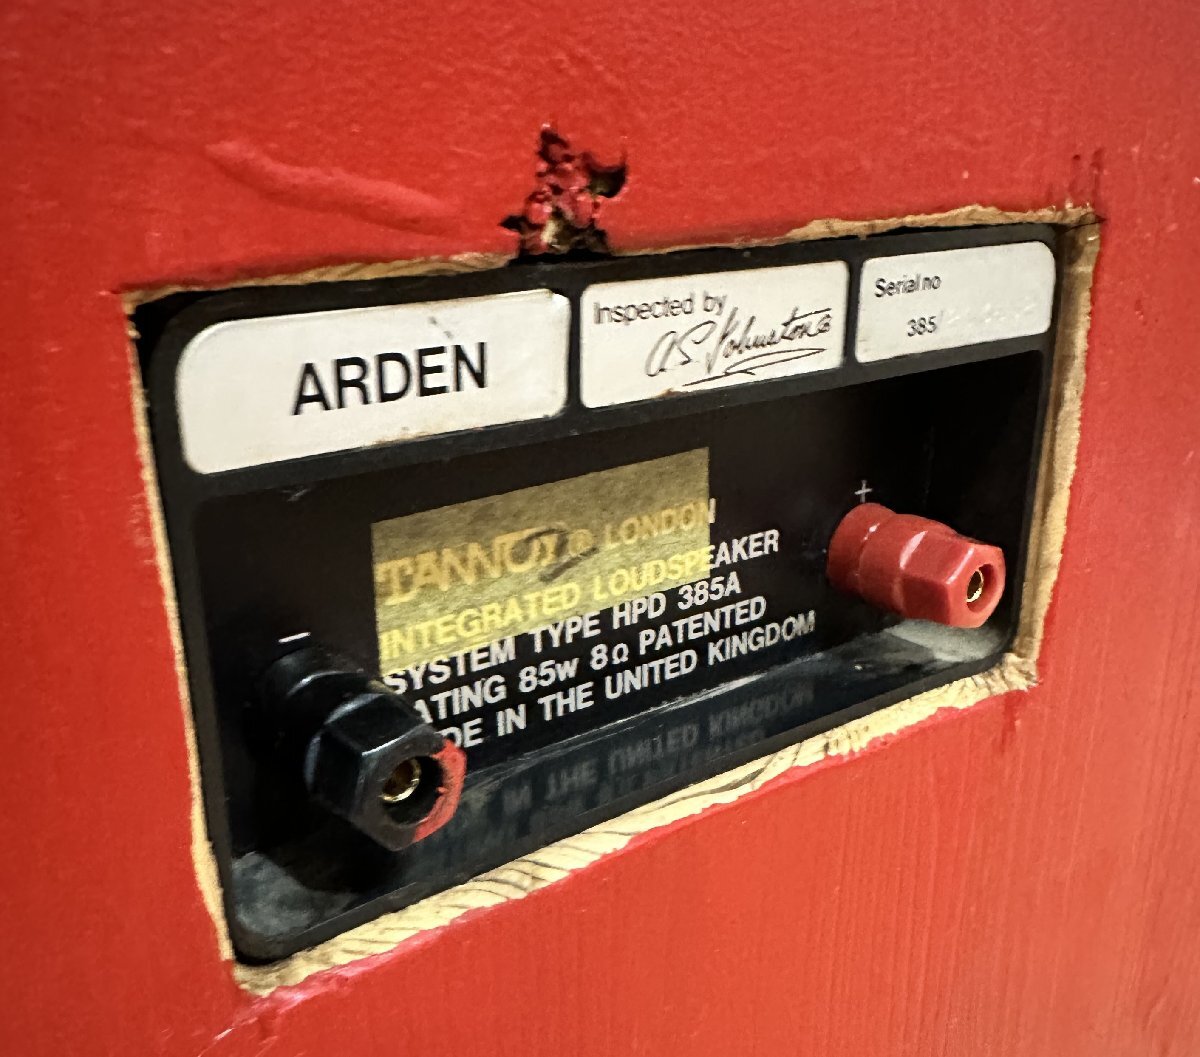 ARDEN
Inspected by
A.S. Johnstone
Serial no
385/
TANNOY ® LONDON
INTEGRATED LOUDSPEAKER
SYSTEM TYPE HPD 385A
ATING 85w 8Ω PATENTED
DE IN THE UNITED KINGDOM
+
−